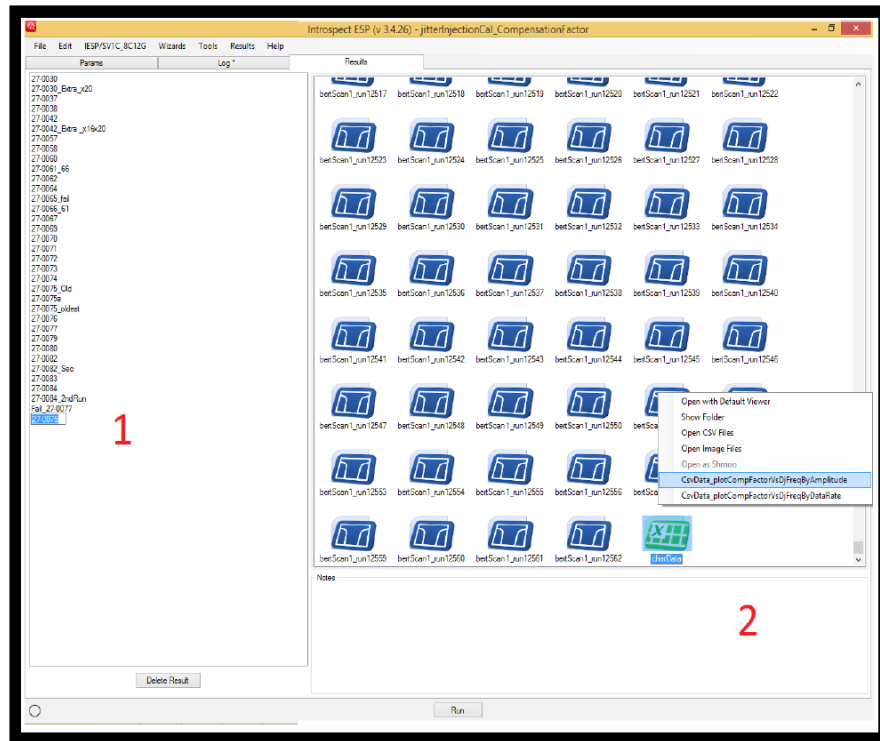 Introspect ESP (v 3.4.26) - jitterInjectionCal_CompensationFactor
File Edit IESP/SV1C_8C12G Wizards Tools Results Help
Params Log * Results
27-0030
27-0030_Extra_x20
27-0037
27-0038
27-0042
27-0042_Extra_x16x20
27-0057
27-0058
27-0060
27-0061_66
27-0062
27-0064
27-0065_fail
27-0066_61
27-0067
27-0069
27-0070
27-0071
27-0072
27-0073
27-0074
27-0075_Old
27-0075a
27-0075_oldest
27-0076
27-0077
27-0079
27-0080
27-0082
27-0082_Sec
27-0083
27-0084
27-0084_2ndRun
Fail_27-0077
27-0075
1
Delete Result
bertScan1_run12517 bertScan1_run12518 bertScan1_run12519 bertScan1_run12520 bertScan1_run12521 bertScan1_run12522
bertScan1_run12523 bertScan1_run12524 bertScan1_run12525 bertScan1_run12526 bertScan1_run12527 bertScan1_run12528
bertScan1_run12529 bertScan1_run12530 bertScan1_run12531 bertScan1_run12532 bertScan1_run12533 bertScan1_run12534
bertScan1_run12535 bertScan1_run12536 bertScan1_run12537 bertScan1_run12538 bertScan1_run12539 bertScan1_run12540
bertScan1_run12541 bertScan1_run12542 bertScan1_run12543 bertScan1_run12544 bertScan1_run12545 bertScan1_run12546
bertScan1_run12547 bertScan1_run12548 bertScan1_run12549 bertScan1_run12550
bertScan1_run12553 bertScan1_run12554 bertScan1_run12555 bertScan1_run12556
bertScan1_run12559 bertScan1_run12560 bertScan1_run12561 bertScan1_run12562 charData
Open with Default Viewer
Show Folder
Open CSV Files
Open Image Files
Open as Shmoo
CsvData_plotCompFactorVsDjFreqByAmplitude
CsvData_plotCompFactorVsDjFreqByDataRate
Notes
2
Run